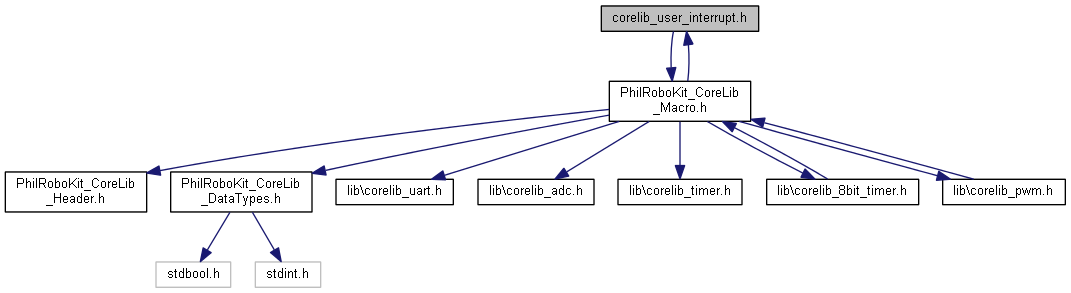 corelib_user_interrupt.h
PhilRoboKit_CoreLib
_Macro.h
PhilRoboKit_CoreLib
_Header.h
PhilRoboKit_CoreLib
_DataTypes.h
lib\corelib_uart.h
lib\corelib_adc.h
lib\corelib_timer.h
lib\corelib_8bit_timer.h
lib\corelib_pwm.h
stdbool.h
stdint.h